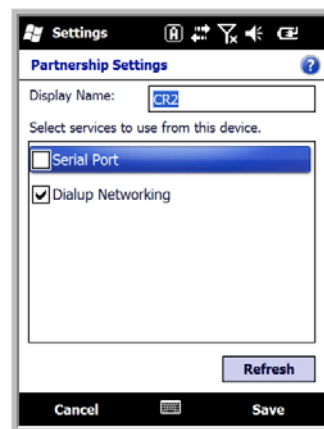 Settings
Partnership Settings
Display Name: CR2
Select services to use from this device.
Serial Port
Dialup Networking
Refresh
Cancel Save